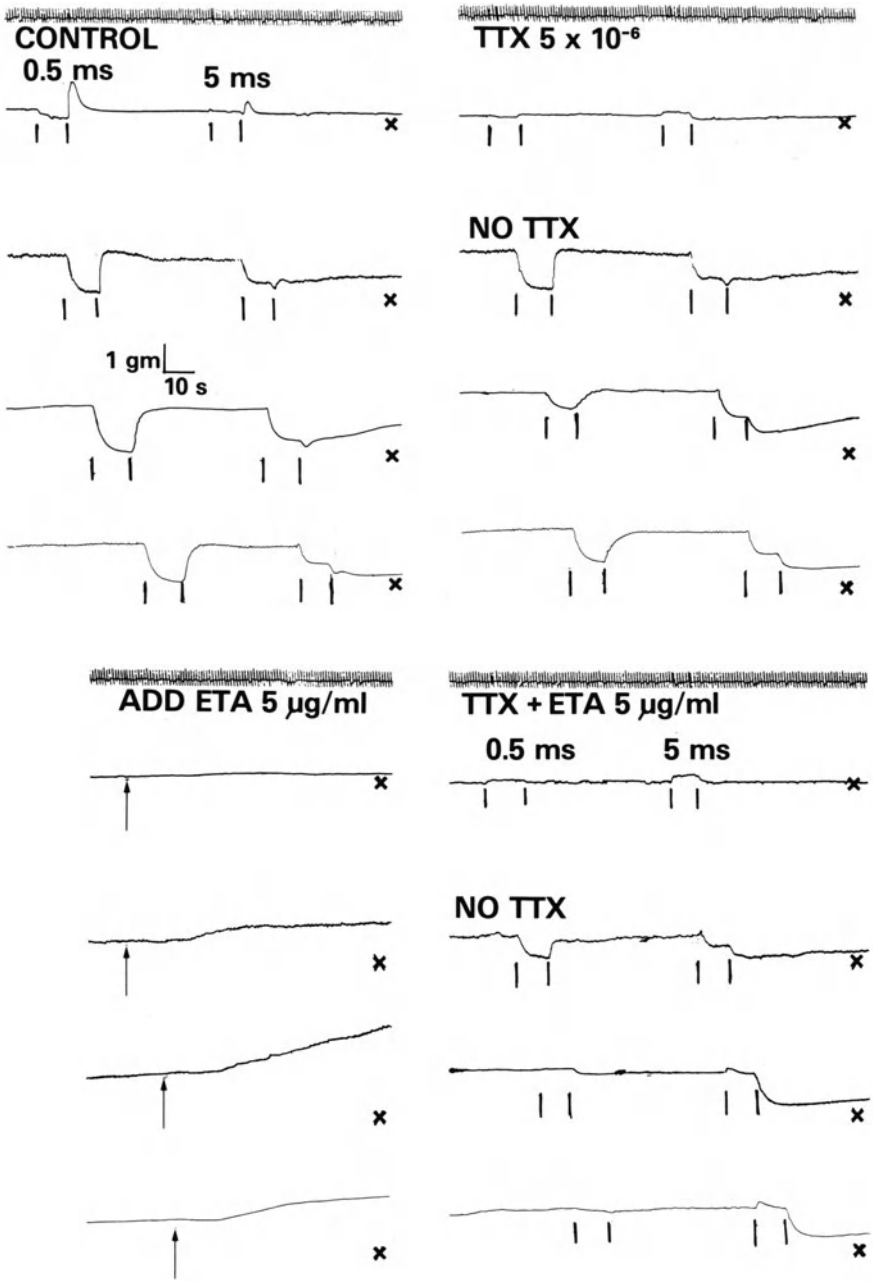 CONTROL
0.5 ms 5 ms
x
x
1 gm
10 s
x
x
TTX 5 x 10⁻⁶
x
NO TTX
x
x
x
ADD ETA 5 µg/ml
x
x
x
x
TTX + ETA 5 µg/ml
0.5 ms 5 ms
x
NO TTX
x
x
x